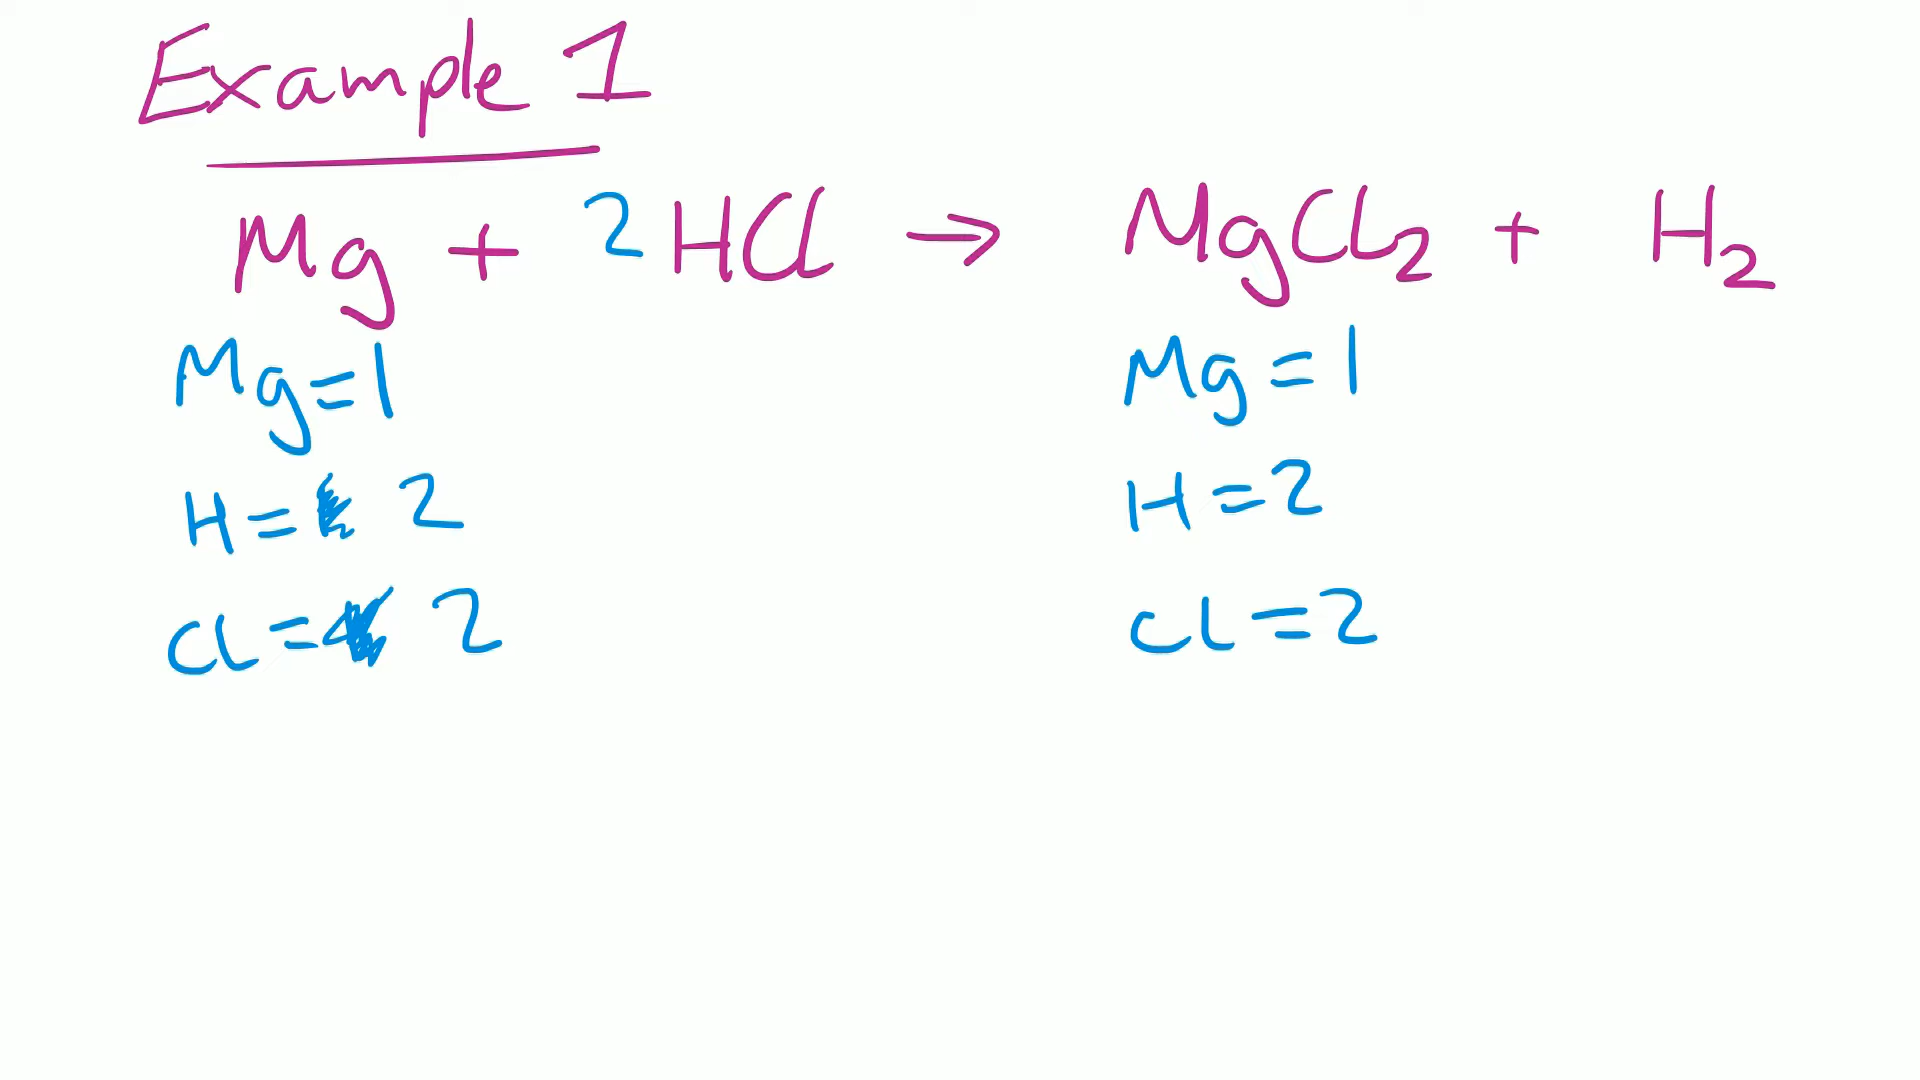 Example 1
Mg + 2HCl → MgCl₂ + H₂
Mg=1 Mg=1
H= 2 H=2
Cl= 2 Cl=2